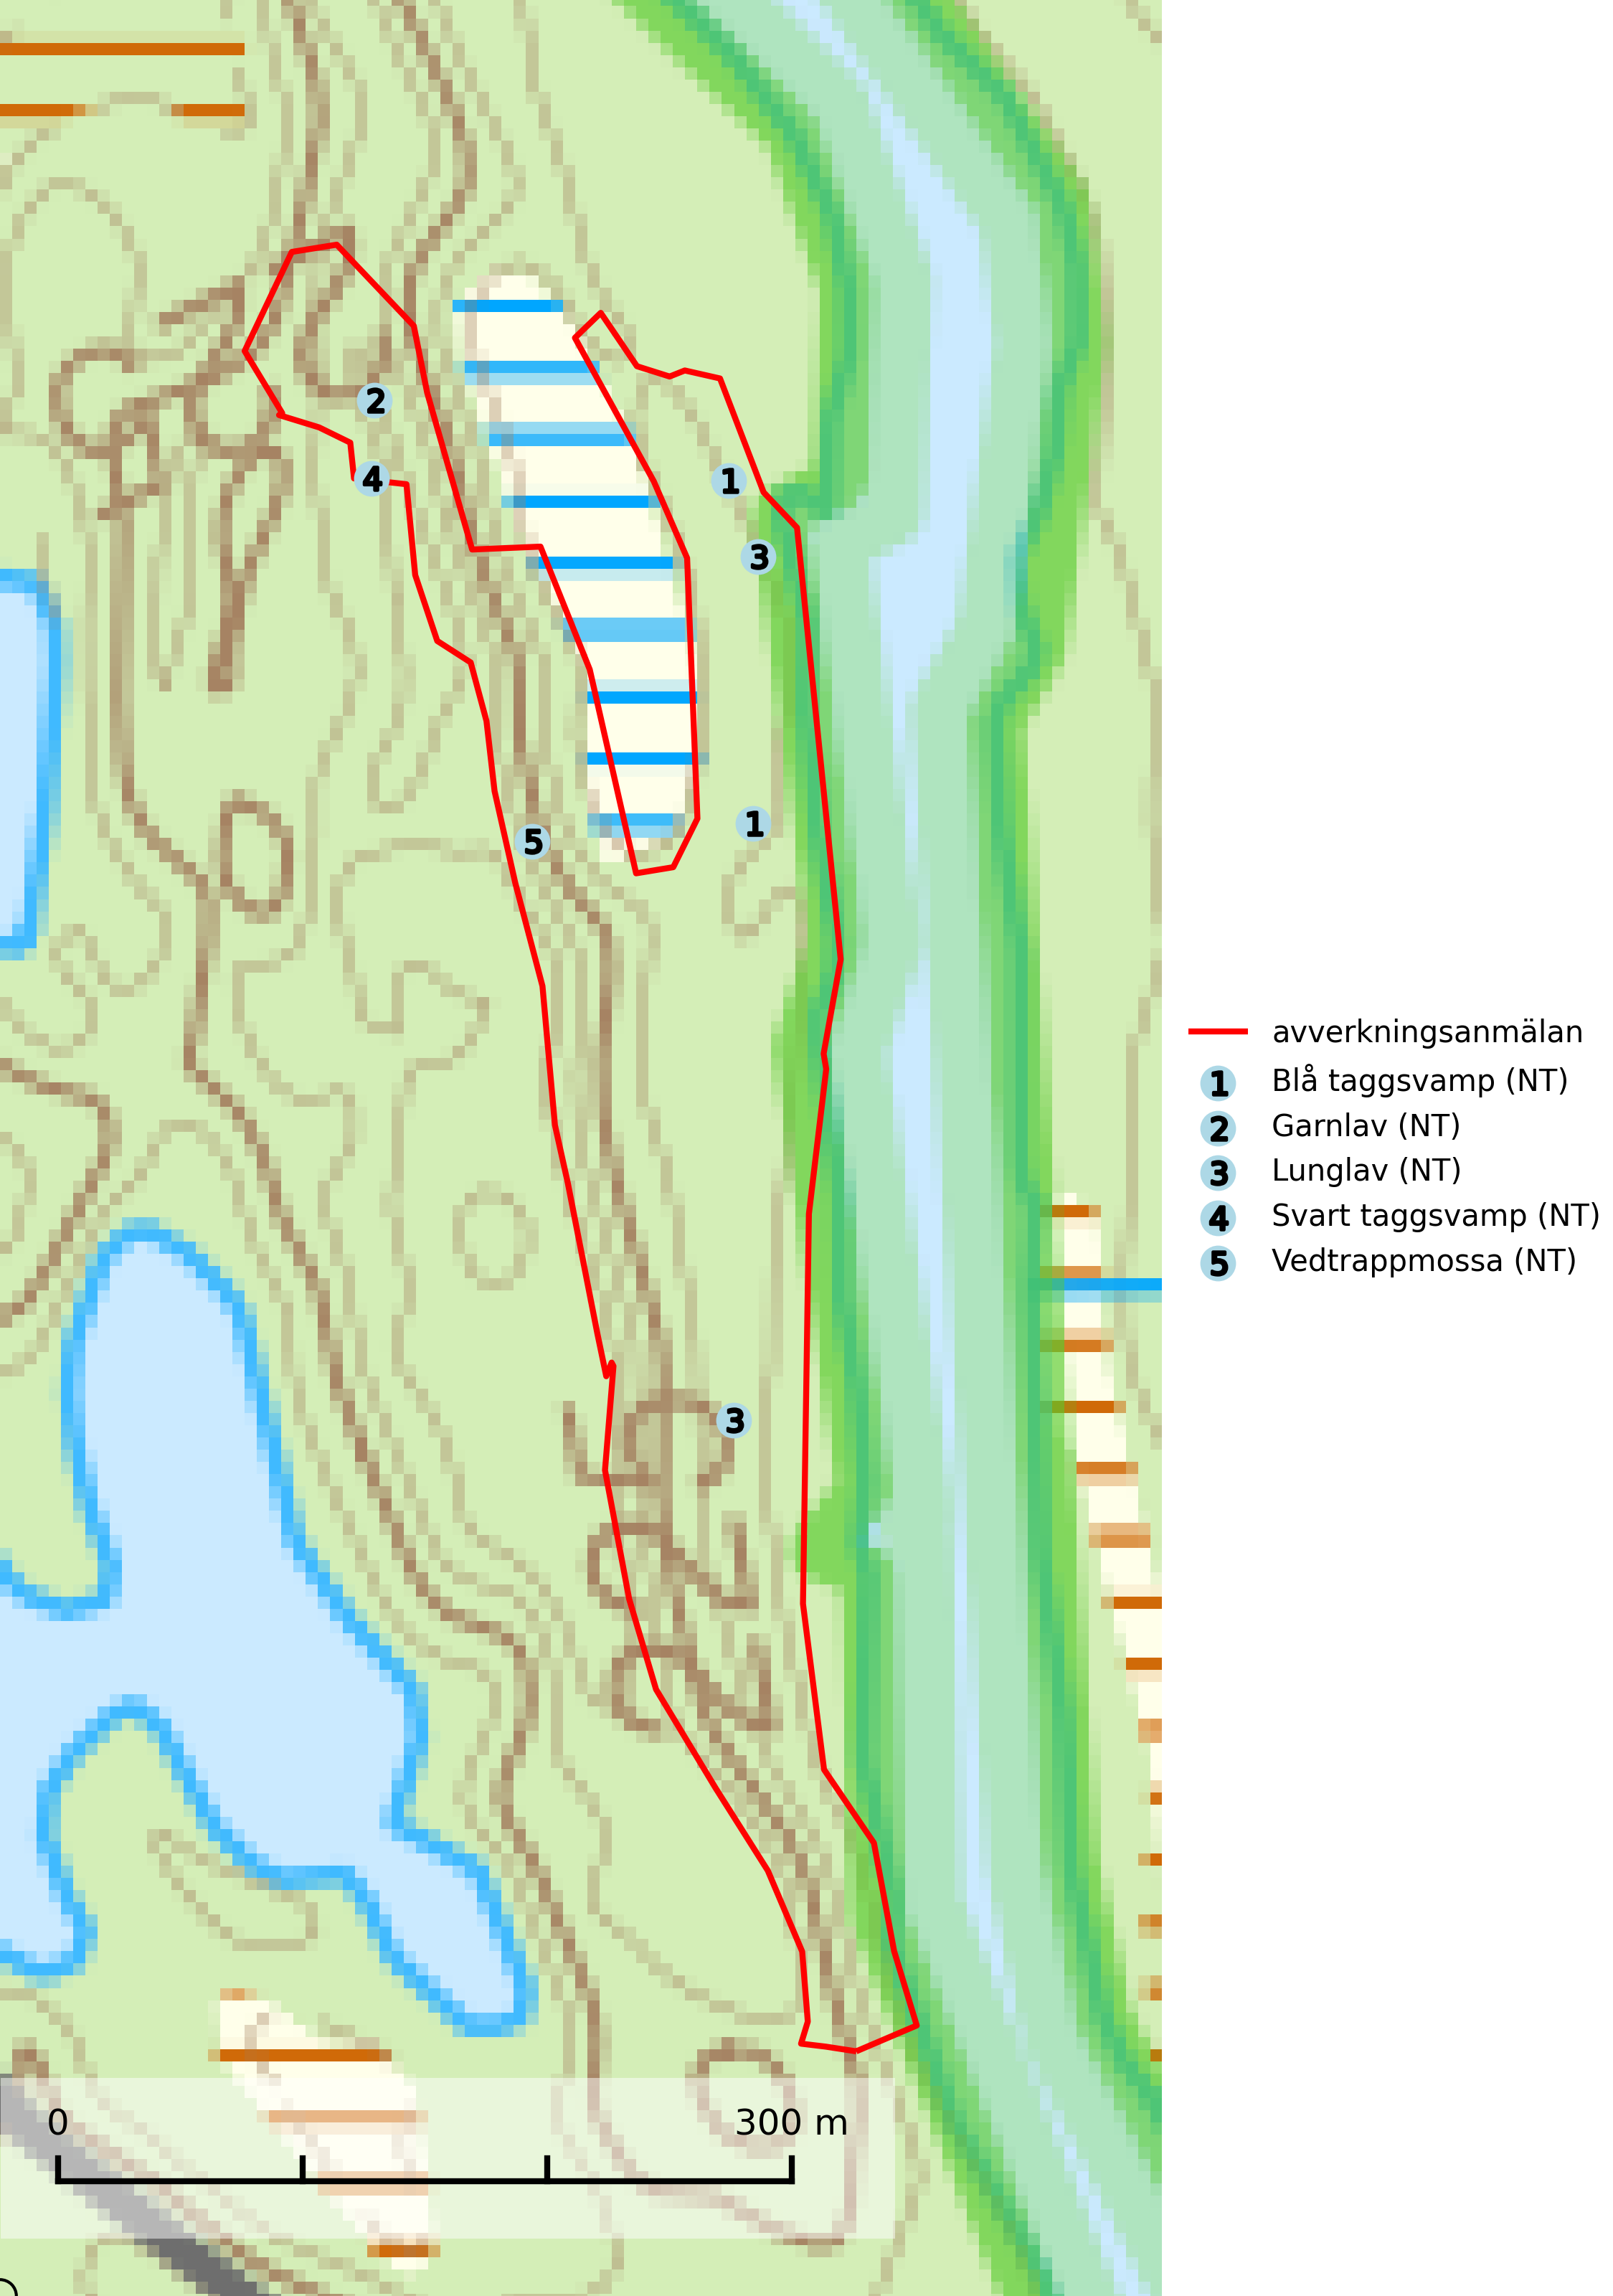 2
4
1
3
5
1
3
avverkningsanmälan
1 Blå taggsvamp (NT)
2 Garnlav (NT)
3 Lunglav (NT)
4 Svart taggsvamp (NT)
5 Vedtrappmossa (NT)
0 300 m